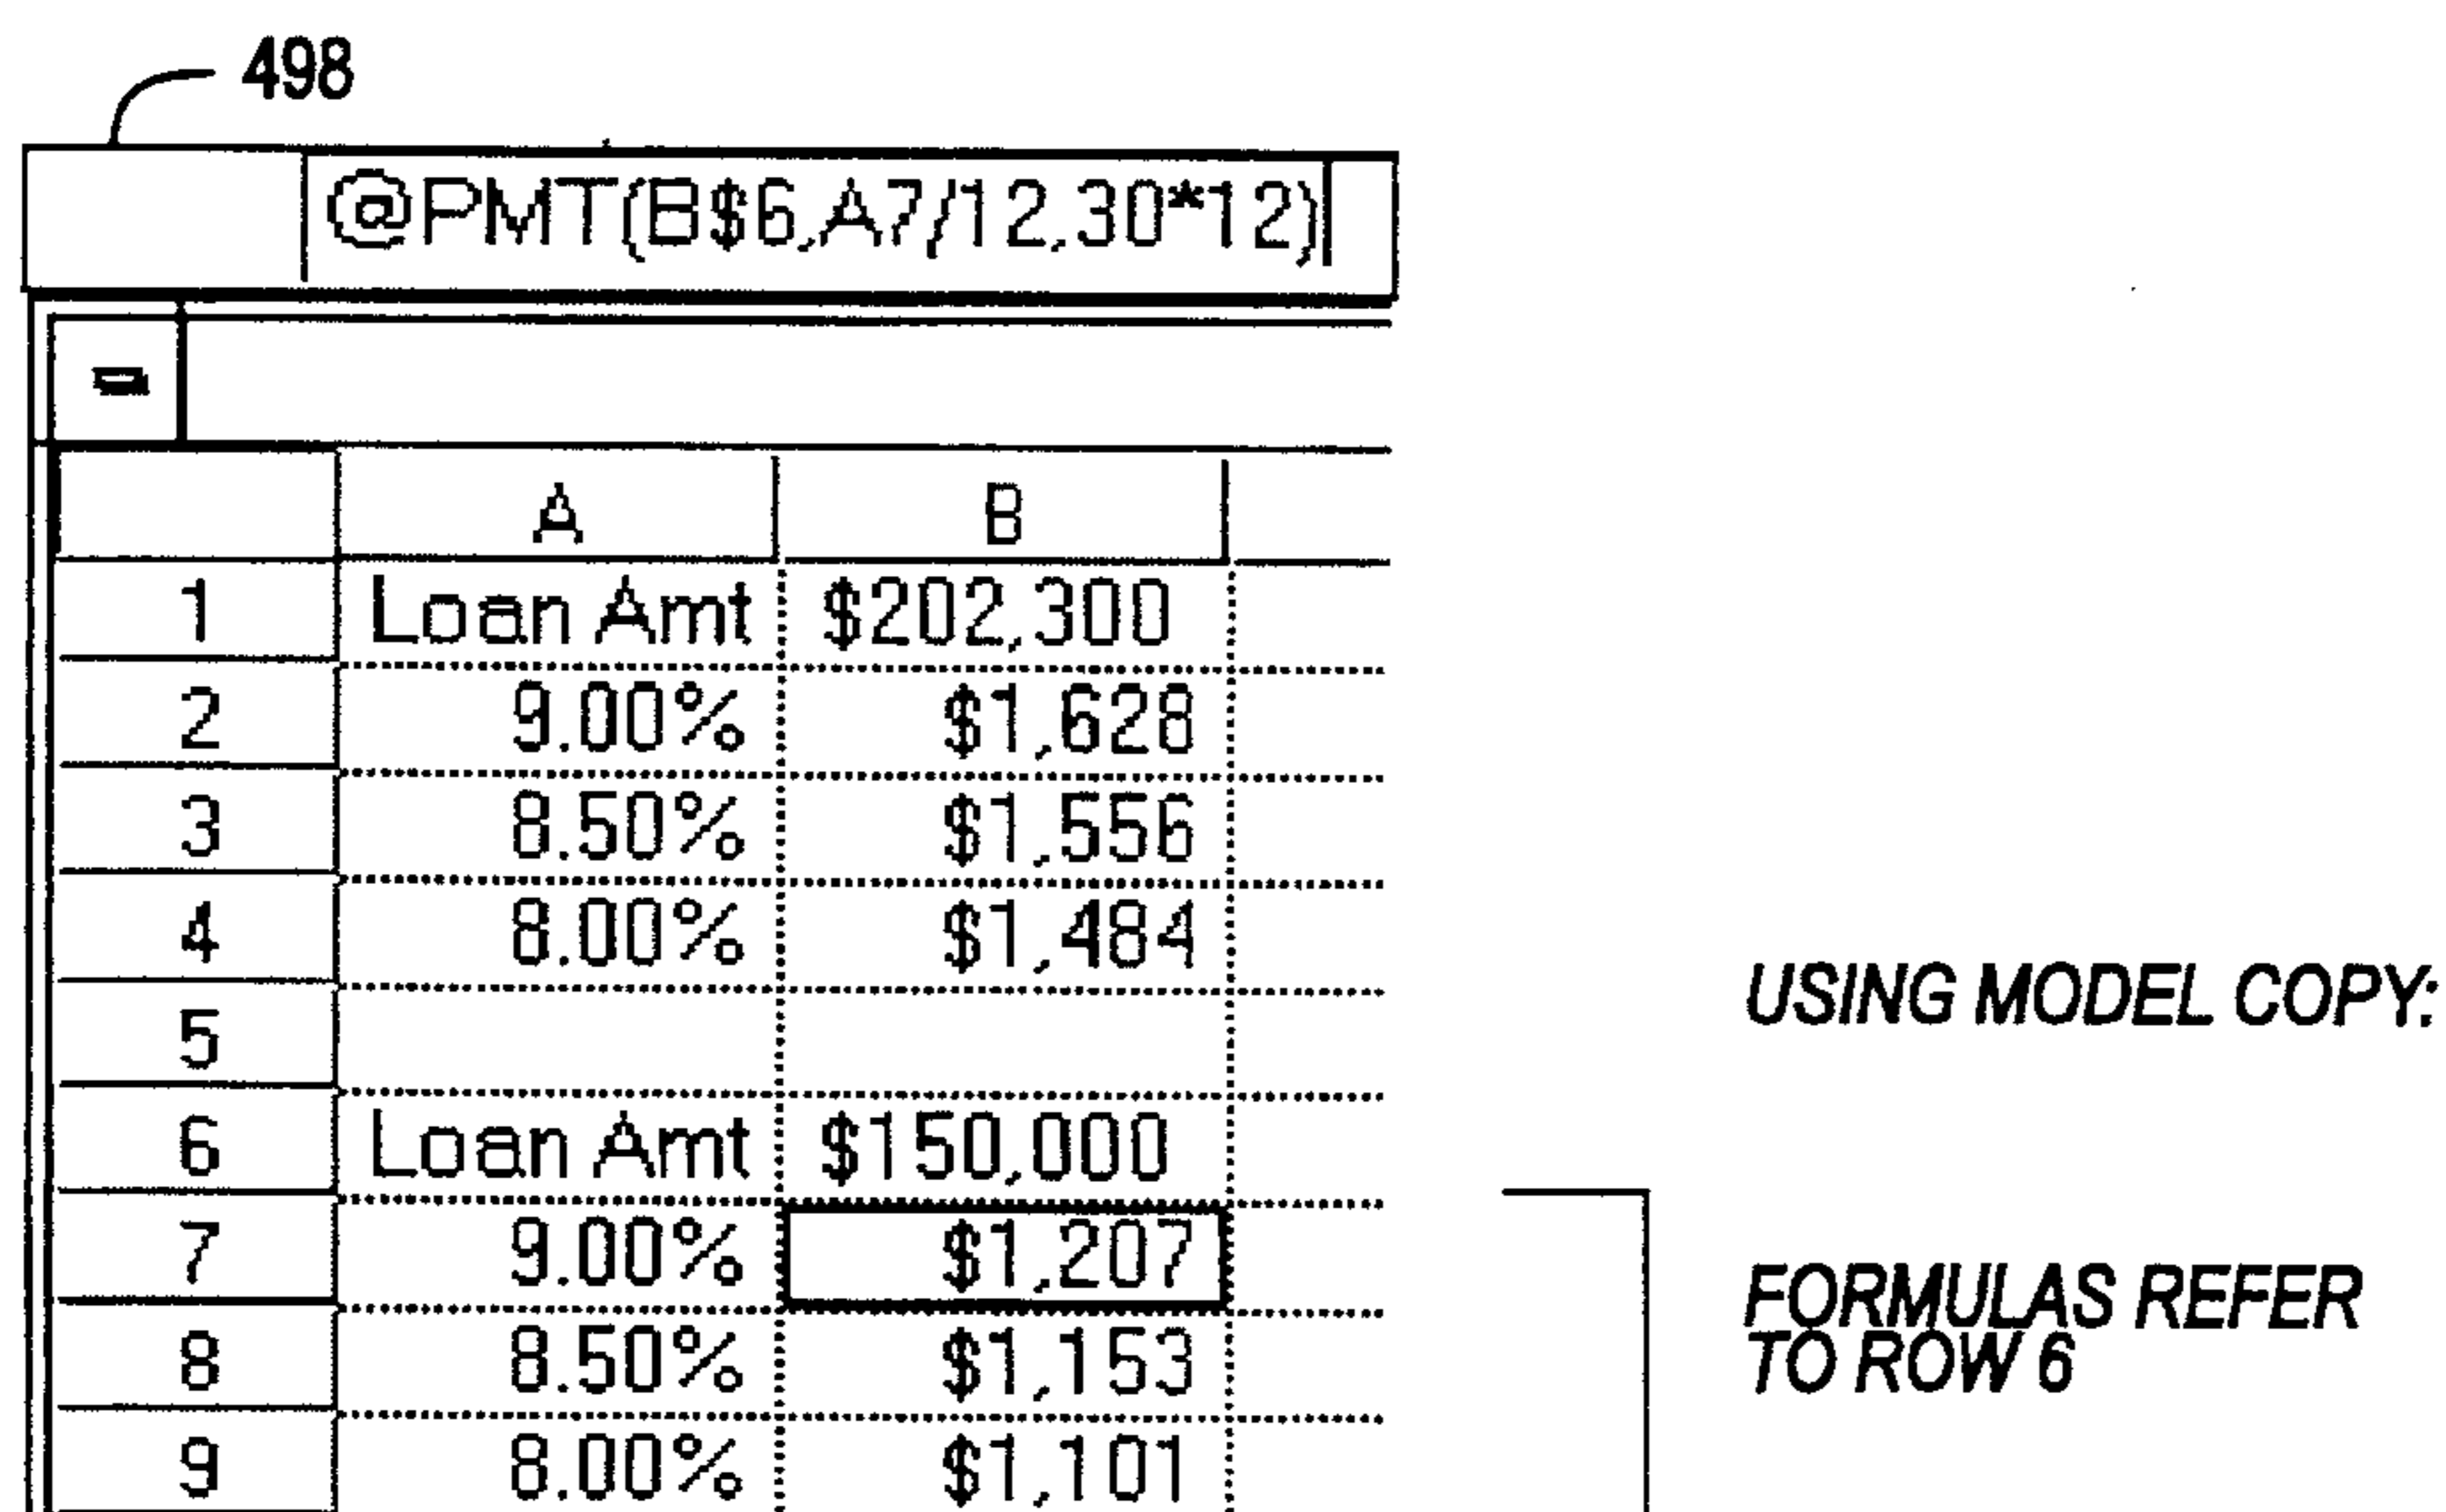 498
@PMT(B$6,A7/12,30*12)
A B
1 Loan Amt $202,300
2 9.00% $1,628
3 8.50% $1,556
4 8.00% $1,484
5
6 Loan Amt $150,000
7 9.00% $1,207
8 8.50% $1,153
9 8.00% $1,101
USING MODEL COPY:
FORMULAS REFER
TO ROW 6